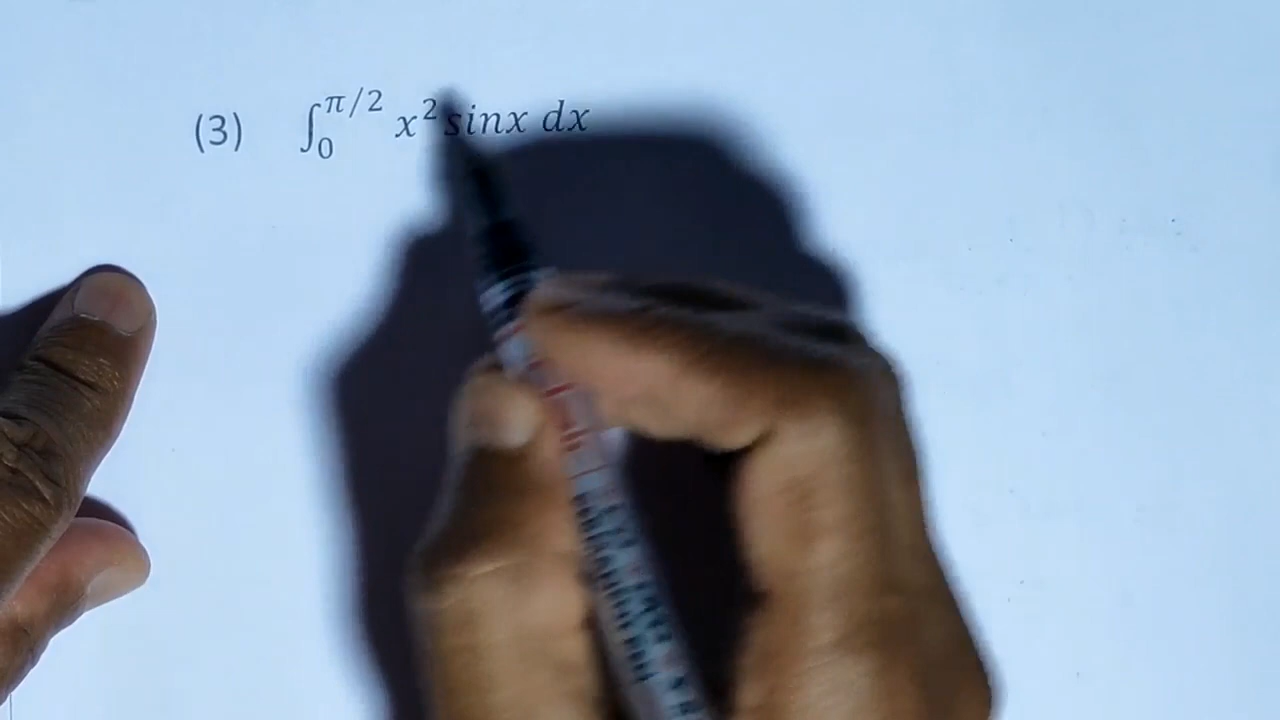 (3) ∫₀^π/2 x² sinx dx